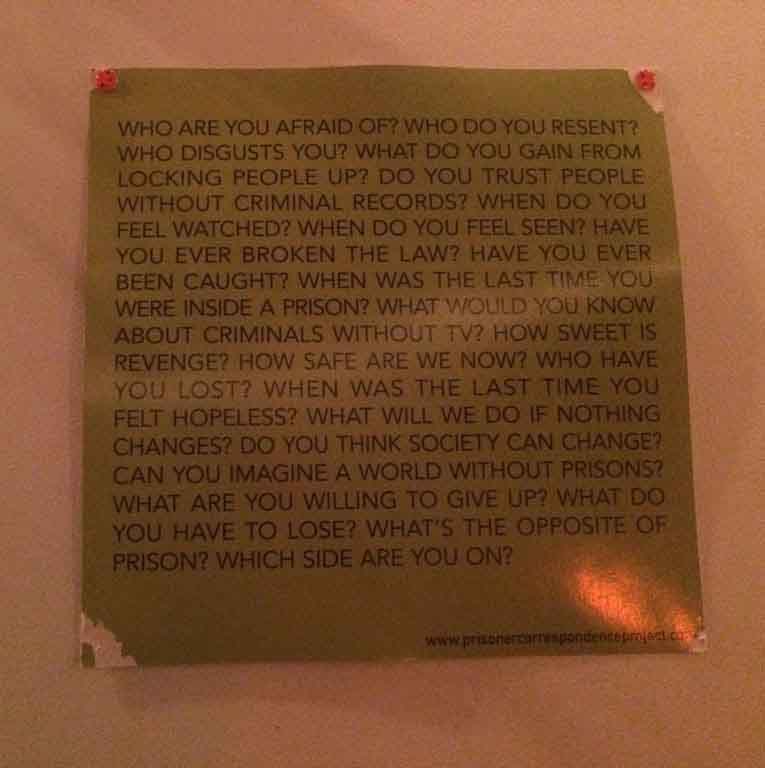 WHO ARE YOU AFRAID OF? WHO DO YOU RESENT?
WHO DISGUSTS YOU? WHAT DO YOU GAIN FROM
LOCKING PEOPLE UP? DO YOU TRUST PEOPLE
WITHOUT CRIMINAL RECORDS? WHEN DO YOU
FEEL WATCHED? WHEN DO YOU FEEL SEEN? HAVE
YOU EVER BROKEN THE LAW? HAVE YOU EVER
BEEN CAUGHT? WHEN WAS THE LAST TIME YOU
WERE INSIDE A PRISON? WHAT WOULD YOU KNOW
ABOUT CRIMINALS WITHOUT TV? HOW SWEET IS
REVENGE? HOW SAFE ARE WE NOW? WHO HAVE
YOU LOST? WHEN WAS THE LAST TIME YOU
FELT HOPELESS? WHAT WILL WE DO IF NOTHING
CHANGES? DO YOU THINK SOCIETY CAN CHANGE?
CAN YOU IMAGINE A WORLD WITHOUT PRISONS?
WHAT ARE YOU WILLING TO GIVE UP? WHAT DO
YOU HAVE TO LOSE? WHAT'S THE OPPOSITE OF
PRISON? WHICH SIDE ARE YOU ON?
www.prisonercorrespondenceproject.co